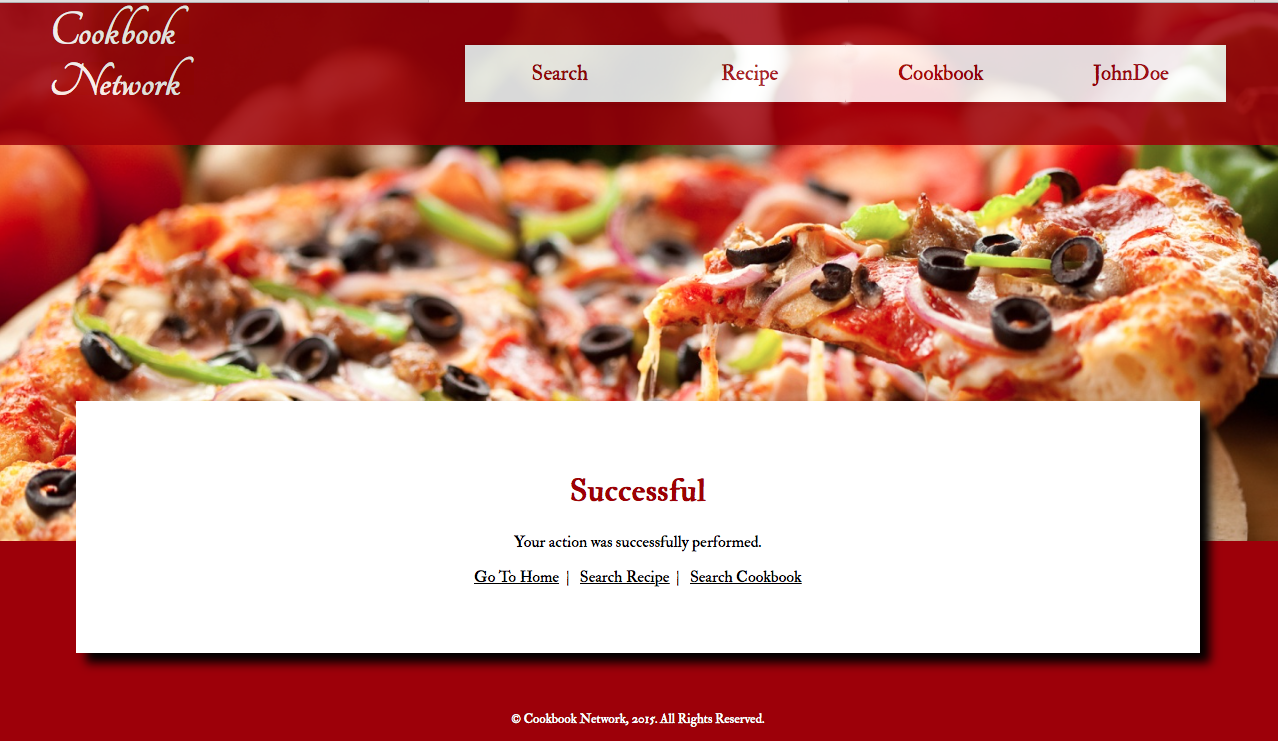 Cookbook
Network
Search Recipe Cookbook JohnDoe
Successful
Your action was successfully performed.
Go To Home | Search Recipe | Search Cookbook
© Cookbook Network, 2015. All Rights Reserved.